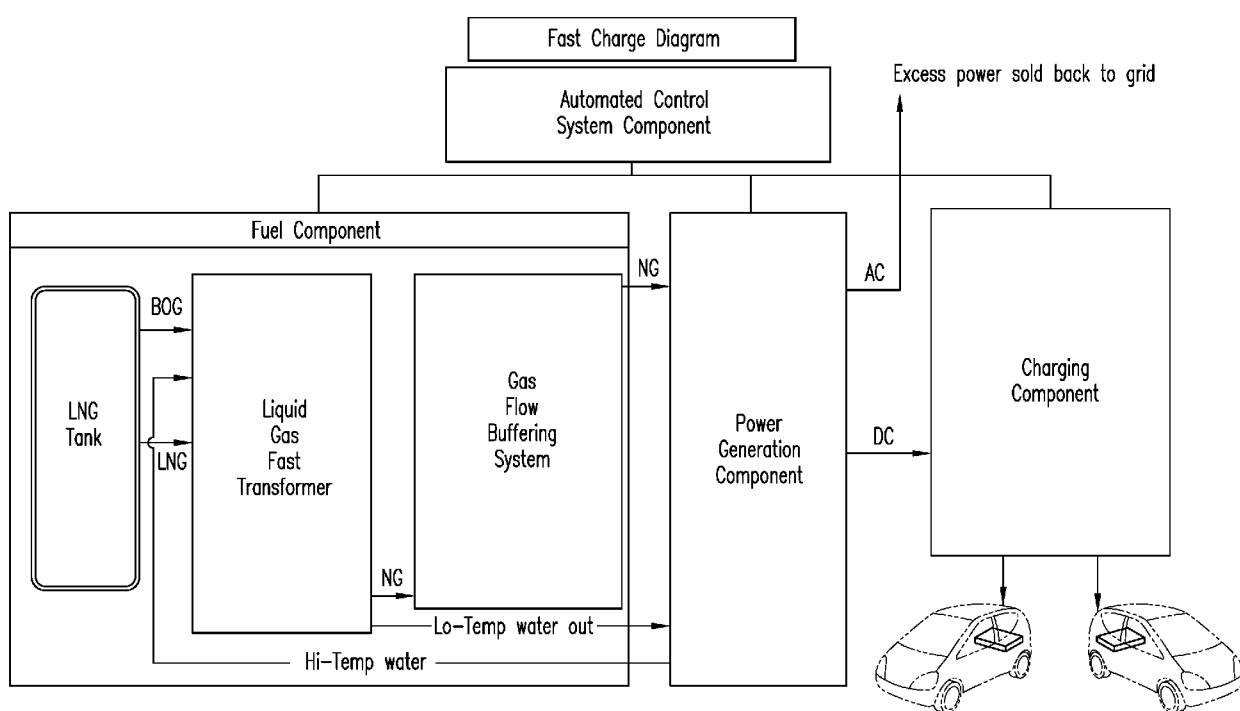 Fast Charge Diagram
Automated Control
System Component
Excess power sold back to grid
Fuel Component
NG
AC
BOG
LNG
Tank
LNG
Liquid
Gas
Fast
Transformer
Gas
Flow
Buffering
System
Power
Generation
Component
DC
Charging
Component
NG
Lo-Temp water out
Hi-Temp water